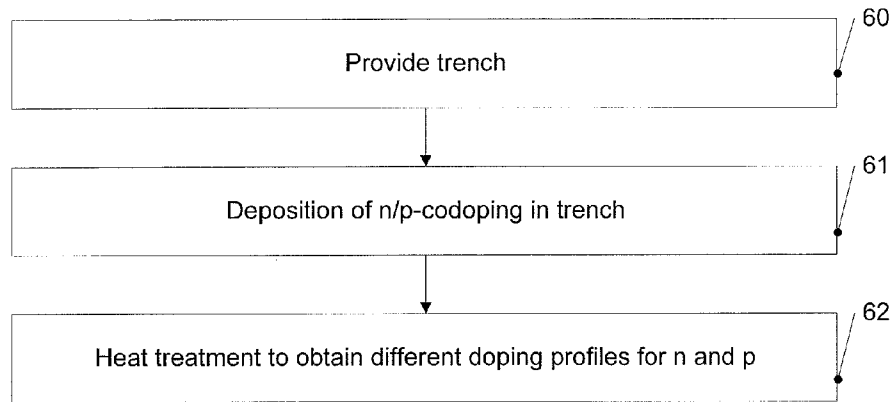 60
Provide trench
61
Deposition of n/p-codoping in trench
62
Heat treatment to obtain different doping profiles for n and p